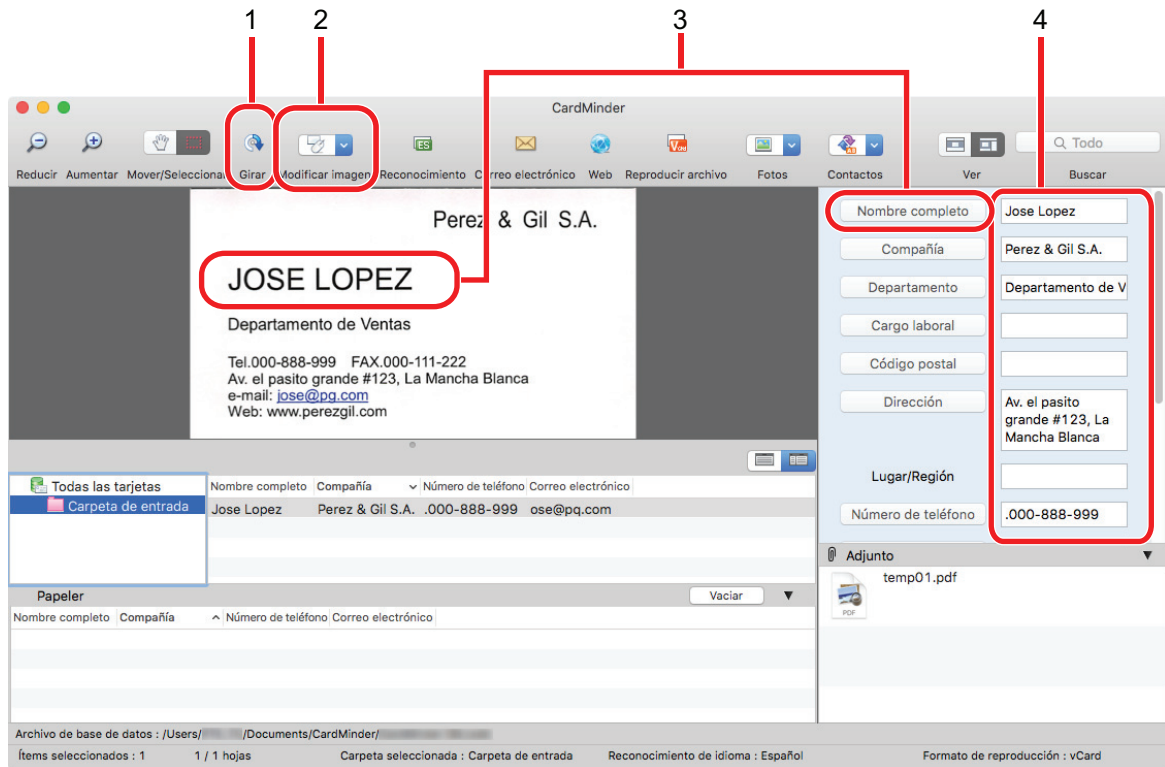 1 2 3 4
CardMinder
Todo
Reducir Aumentar Mover/Seleccionar Girar Modificar imagen Reconocimiento Correo electrónico Web Reproducir archivo Fotos Contactos Ver Buscar
Perez & Gil S.A.
JOSE LOPEZ
Departamento de Ventas
Tel.000-888-999 FAX.000-111-222
Av. el pasito grande #123, La Mancha Blanca
e-mail: jose@pq.com
Web: www.perezgil.com
Nombre completo Jose Lopez
Compañía Perez & Gil S.A.
Departamento Departamento de V
Cargo laboral
Código postal
Dirección Av. el pasito
grande #123, La
Mancha Blanca
Lugar/Región
Número de teléfono .000-888-999
Todas las tarjetas
Carpeta de entrada
Nombre completo Compañía Número de teléfono Correo electrónico
Jose Lopez Perez & Gil S.A. .000-888-999 ose@pq.com
Adjunto
temp01.pdf
PDF
Papeler Vaciar
Nombre completo Compañía Número de teléfono Correo electrónico
Archivo de base de datos : /Users/ /Documents/CardMinder/
Ítems seleccionados : 1 1 / 1 hojas Carpeta seleccionada : Carpeta de entrada Reconocimiento de idioma : Español Formato de reproducción : vCard